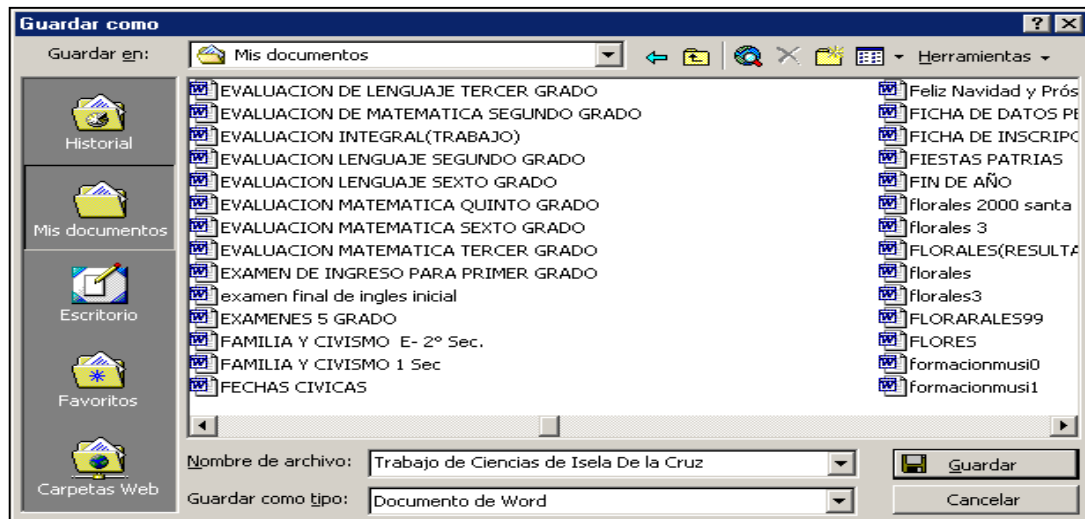 Guardar como
Guardar en:
Mis documentos
Herramientas
Historial
Mis documentos
Escritorio
Favoritos
Carpetas Web
EVALUACION DE LENGUAJE TERCER GRADO
EVALUACION DE MATEMATICA SEGUNDO GRADO
EVALUACION INTEGRAL(TRABAJO)
EVALUACION LENGUAJE SEGUNDO GRADO
EVALUACION LENGUAJE SEXTO GRADO
EVALUACION MATEMATICA QUINTO GRADO
EVALUACION MATEMATICA SEXTO GRADO
EVALUACION MATEMATICA TERCER GRADO
EXAMEN DE INGRESO PARA PRIMER GRADO
examen final de ingles inicial
EXAMENES 5 GRADO
FAMILIA Y CIVISMO E- 2° Sec.
FAMILIA Y CIVISMO 1 Sec
FECHAS CIVICAS
Feliz Navidad y Prós
FICHA DE DATOS PE
FICHA DE INSCRIPC
FIESTAS PATRIAS
FIN DE AÑO
florales 2000 santa
florales 3
FLORALES(RESULTA
florales
florales3
FLORARALES99
FLORES
formacionmusi0
formacionmusi1
Nombre de archivo:
Trabajo de Ciencias de Isela De la Cruz
Guardar
Guardar como tipo:
Documento de Word
Cancelar